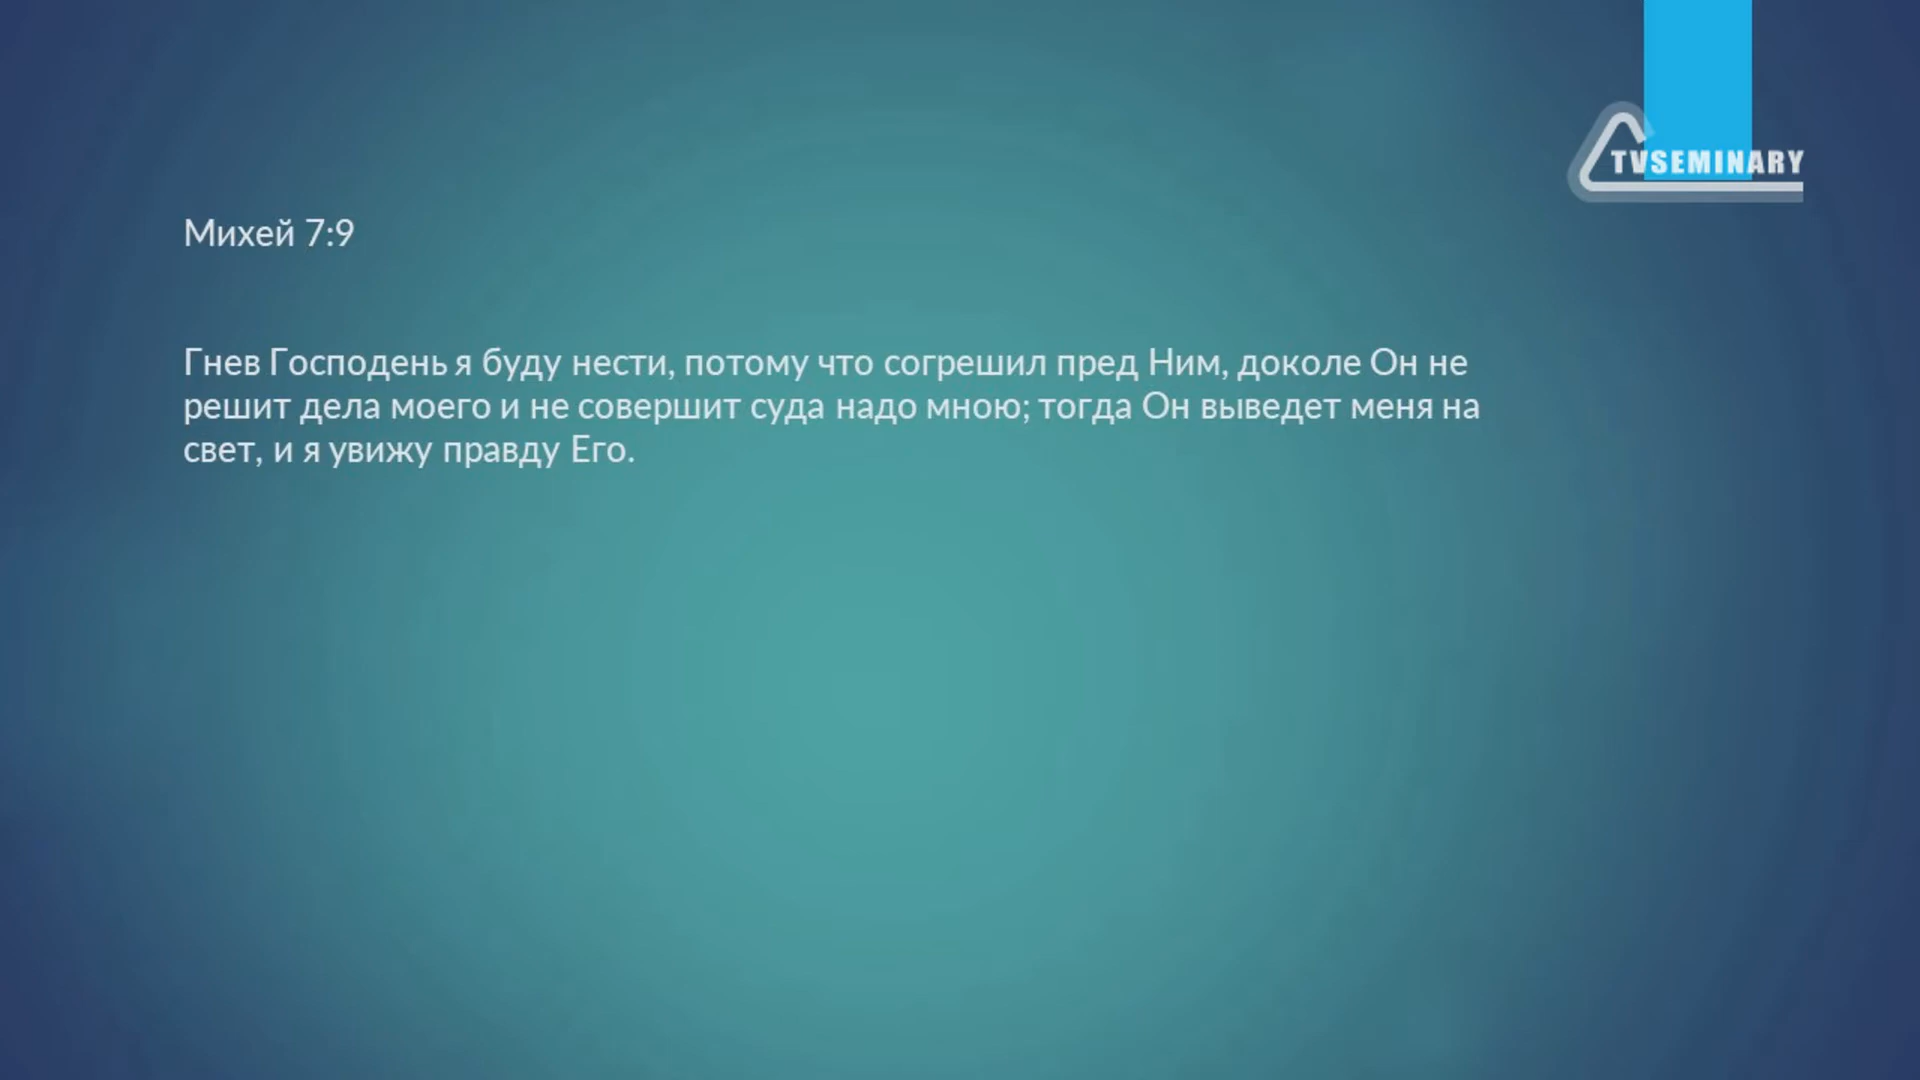 TVSEMINARY
Михей 7:9
Гнев Господень я буду нести, потому что согрешил пред Ним, доколе Он не
решит дела моего и не совершит суда надо мною; тогда Он выведет меня на
свет, и я увижу правду Его.